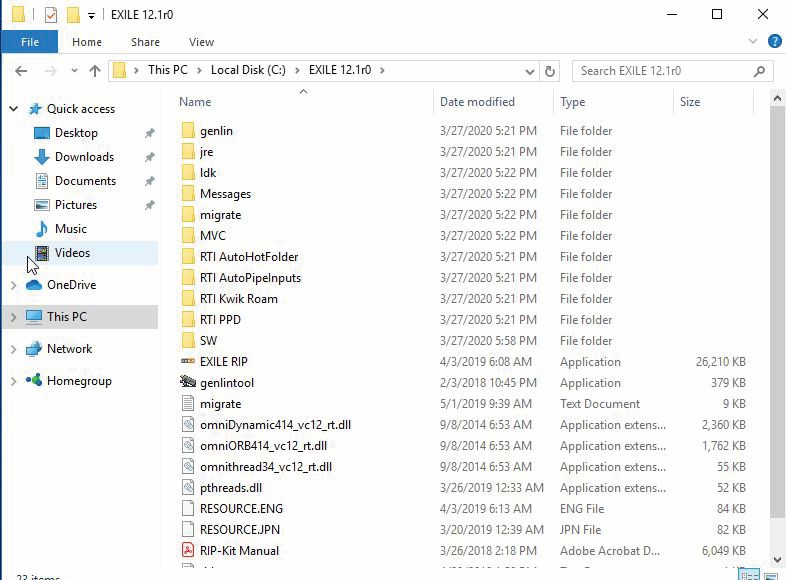 EXILE 12.1r0
File Home Share View
This PC Local Disk (C:) EXILE 12.1r0
Search EXILE 12.1r0
Name Date modified Type Size
Quick access
Desktop
Downloads
Documents
Pictures
Music
Videos
OneDrive
This PC
Network
Homegroup
genlin 3/27/2020 5:21 PM File folder
jre 3/27/2020 5:21 PM File folder
ldk 3/27/2020 5:22 PM File folder
Messages 3/27/2020 5:22 PM File folder
migrate 3/27/2020 5:22 PM File folder
MVC 3/27/2020 5:22 PM File folder
RTI AutoHotFolder 3/27/2020 5:21 PM File folder
RTI AutoPipeInputs 3/27/2020 5:21 PM File folder
RTI Kwik Roam 3/27/2020 5:21 PM File folder
RTI PPD 3/27/2020 5:21 PM File folder
SW 3/27/2020 5:58 PM File folder
EXILE RIP 4/3/2019 6:08 AM Application 26,210 KB
genlintool 2/3/2018 10:45 PM Application 379 KB
migrate 5/1/2019 9:39 AM Text Document 9 KB
omniDynamic414_vc12_rt.dll 9/8/2014 6:53 AM Application extens... 2,360 KB
omniORB414_vc12_rt.dll 9/8/2014 6:53 AM Application extens... 1,762 KB
omnithread34_vc12_rt.dll 9/8/2014 6:53 AM Application extens... 55 KB
pthreads.dll 3/26/2019 12:33 AM Application extens... 52 KB
RESOURCE.ENG 4/3/2019 6:13 AM ENG File 84 KB
RESOURCE.JPN 3/20/2019 12:39 AM JPN File 82 KB
RIP-Kit Manual 3/26/2018 2:18 PM Adobe Acrobat D... 6,049 KB
23 items